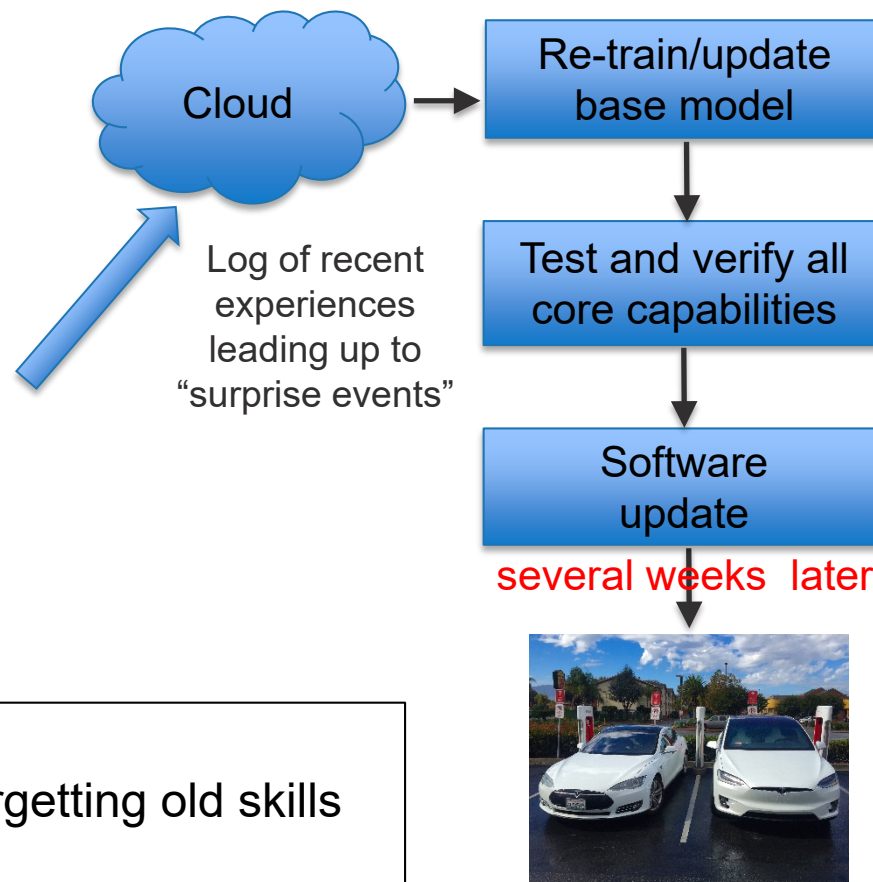 Cloud
Re-train/update
base model
Log of recent
experiences
leading up to
“surprise events”
Test and verify all
core capabilities
Software
update
several weeks later
old skills